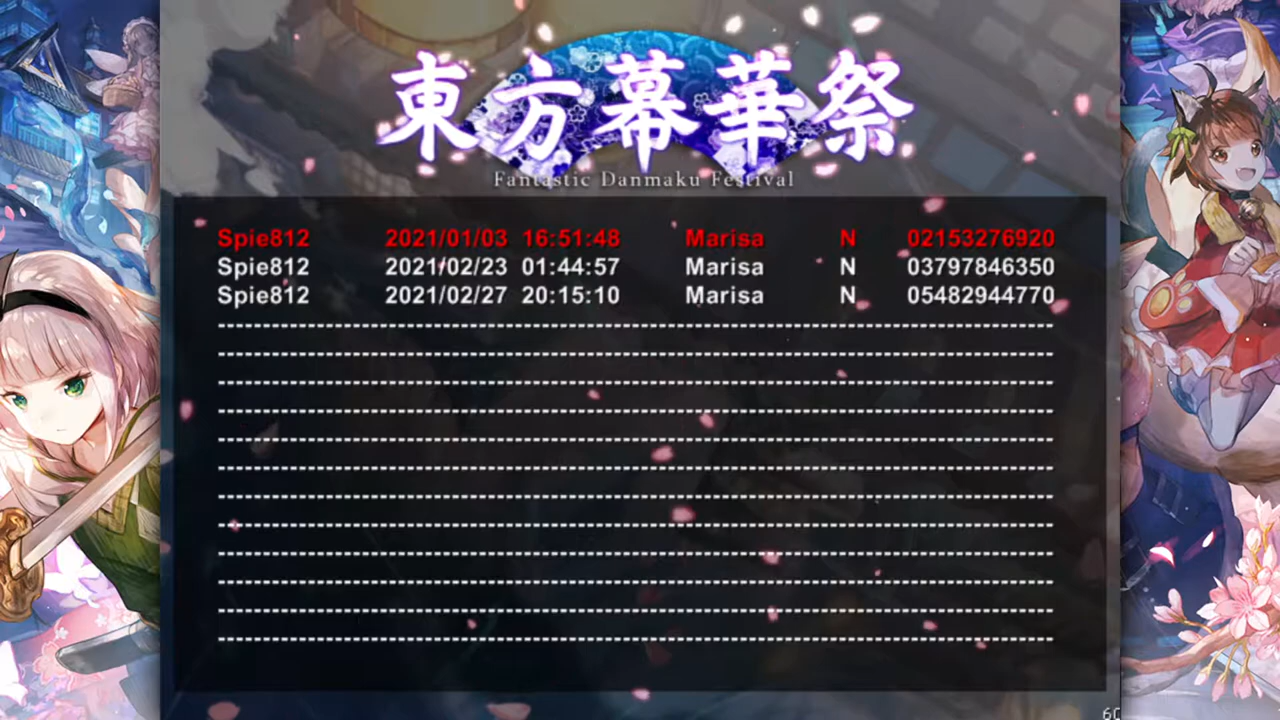 東方幕華祭
Fantastic Danmaku Festival
Spie812 2021/01/03 16:51:48 Marisa N 02153276920
Spie812 2021/02/23 01:44:57 Marisa N 03797846350
Spie812 2021/02/27 20:15:10 Marisa N 05482944770